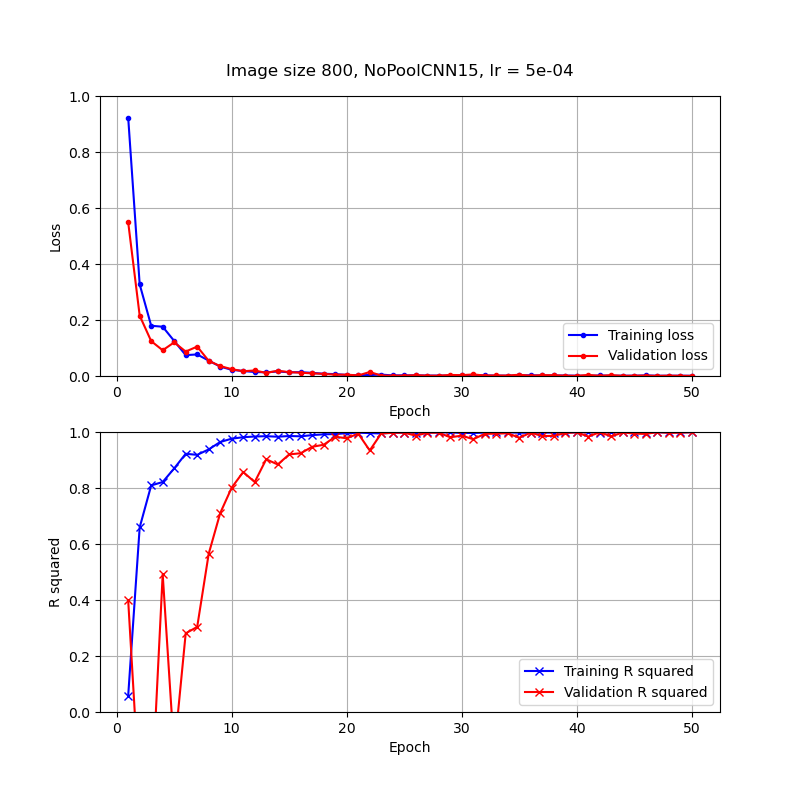 Image size 800, NoPoolCNN15, lr = 5e-04
1.0
0.8
0.6
0.4
0.2
0.0
Loss
Training loss
Validation loss
0 10 20 30 40 50
Epoch
1.0
0.8
0.6
0.4
0.2
0.0
R squared
Training R squared
Validation R squared
0 10 20 30 40 50
Epoch